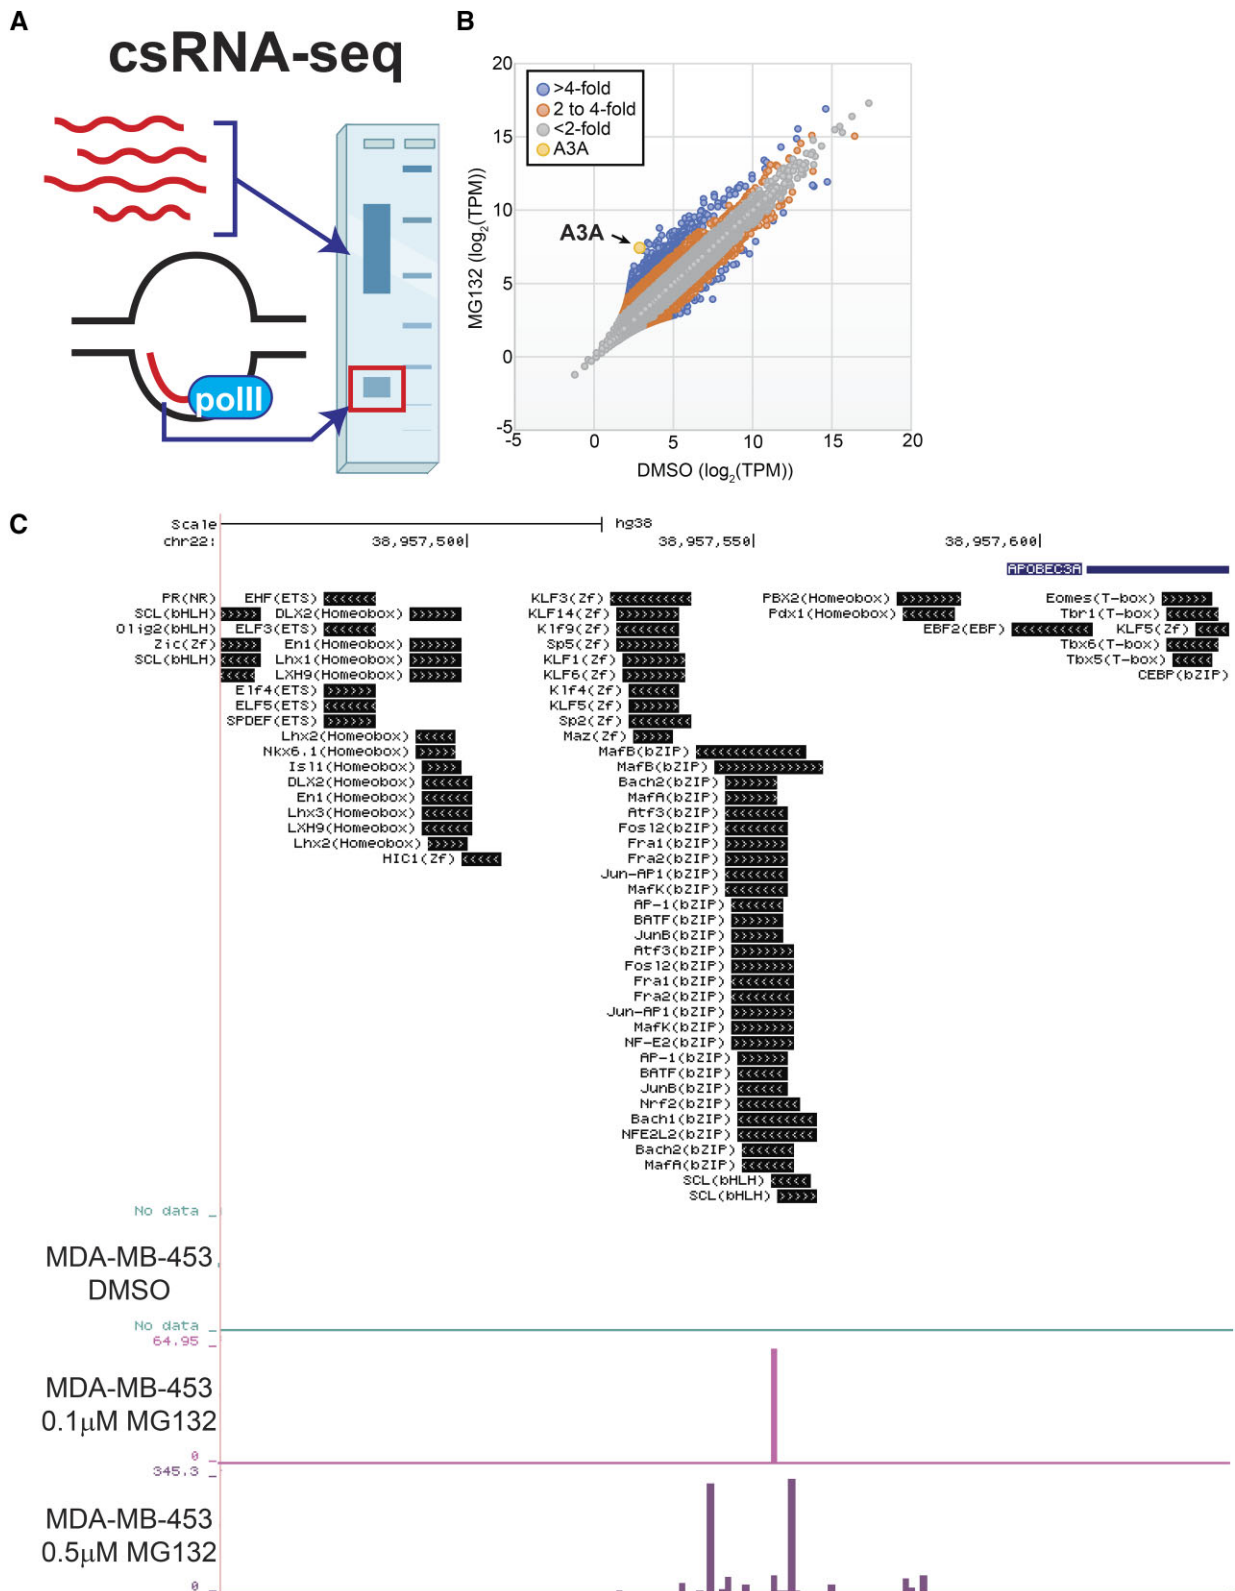 A
csRNA-seq
polII
B
20
15
10
5
0
-5
-5
0
5
10
15
20
>4-fold
2 to 4-fold
<2-fold
A3A
A3A
MG132 (log2(TPM))
DMSO (log2(TPM))
C
Scale
hg38
chr22:
38,957,500|
38,957,550|
38,957,600|
APOBEC3A
PR(NR)
EHF(ETS)
KLF3(Zf)
PBX2(Homeobox)
Eomes(T-box)
SCL(bHLH)
DLX2(Homeobox)
KLF14(Zf)
Pdx1(Homeobox)
Tbr1(T-box)
Olig2(bHLH)
ELF3(ETS)
Klf9(Zf)
EBF2(EBF)
KLF5(Zf)
Zic(Zf)
En1(Homeobox)
Sp5(Zf)
Tbx6(T-box)
SCL(bHLH)
Lhx1(Homeobox)
KLF1(Zf)
Tbx5(T-box)
LXH9(Homeobox)
KLF6(Zf)
CEBP(bZIP)
Elf4(ETS)
Klf4(Zf)
ELF5(ETS)
KLF5(Zf)
SPDEF(ETS)
Sp2(Zf)
Lhx2(Homeobox)
Maz(Zf)
Nkx6.1(Homeobox)
MafB(bZIP)
Isl1(Homeobox)
MafB(bZIP)
DLX2(Homeobox)
Bach2(bZIP)
En1(Homeobox)
MafA(bZIP)
Lhx3(Homeobox)
Atf3(bZIP)
LXH9(Homeobox)
Fosl2(bZIP)
Lhx2(Homeobox)
Fra1(bZIP)
HIC1(Zf)
Fra2(bZIP)
Jun-AP1(bZIP)
MafK(bZIP)
AP-1(bZIP)
BATF(bZIP)
JunB(bZIP)
Atf3(bZIP)
Fosl2(bZIP)
Fra1(bZIP)
Fra2(bZIP)
Jun-AP1(bZIP)
MafK(bZIP)
NF-E2(bZIP)
AP-1(bZIP)
BATF(bZIP)
JunB(bZIP)
Nrf2(bZIP)
Bach1(bZIP)
NFE2L2(bZIP)
Bach2(bZIP)
MafA(bZIP)
SCL(bHLH)
SCL(bHLH)
No data _
MDA-MB-453
DMSO
No data _
64.95 _
MDA-MB-453
0.1μM MG132
0 _
345.3 _
MDA-MB-453
0.5μM MG132
0 _